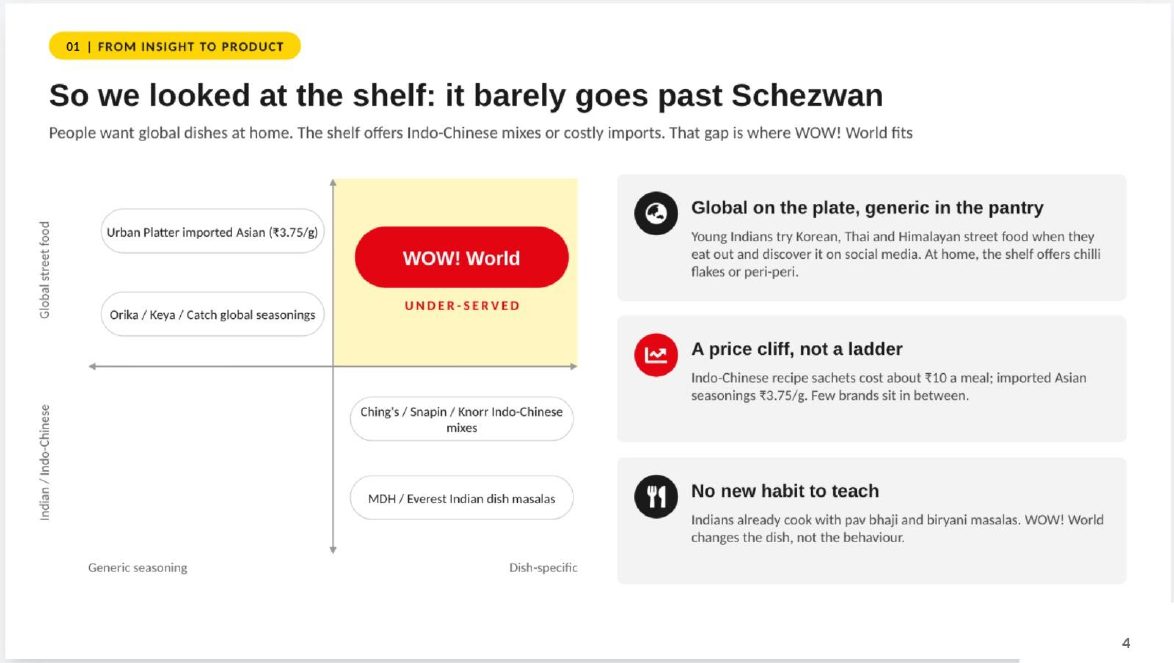 01 | FROM INSIGHT TO PRODUCT
So we looked at the shelf: it barely goes past Schezwan
People want global dishes at home. The shelf offers Indo-Chinese mixes or costly imports. That gap is where WOW! World fits
Global street food
Indian / Indo-Chinese
Urban Platter imported Asian (₹3.75/g)
Orika / Keya / Catch global seasonings
WOW! World
UNDER-SERVED
Ching's / Snapin / Knorr Indo-Chinese
mixes
MDH / Everest Indian dish masalas
Generic seasoning
Dish-specific
Global on the plate, generic in the pantry
Young Indians try Korean, Thai and Himalayan street food when they
eat out and discover it on social media. At home, the shelf offers chilli
flakes or peri-peri.
A price cliff, not a ladder
Indo-Chinese recipe sachets cost about ₹10 a meal; imported Asian
seasonings ₹3.75/g. Few brands sit in between.
No new habit to teach
Indians already cook with pav bhaji and biryani masalas. WOW! World
changes the dish, not the behaviour.
4